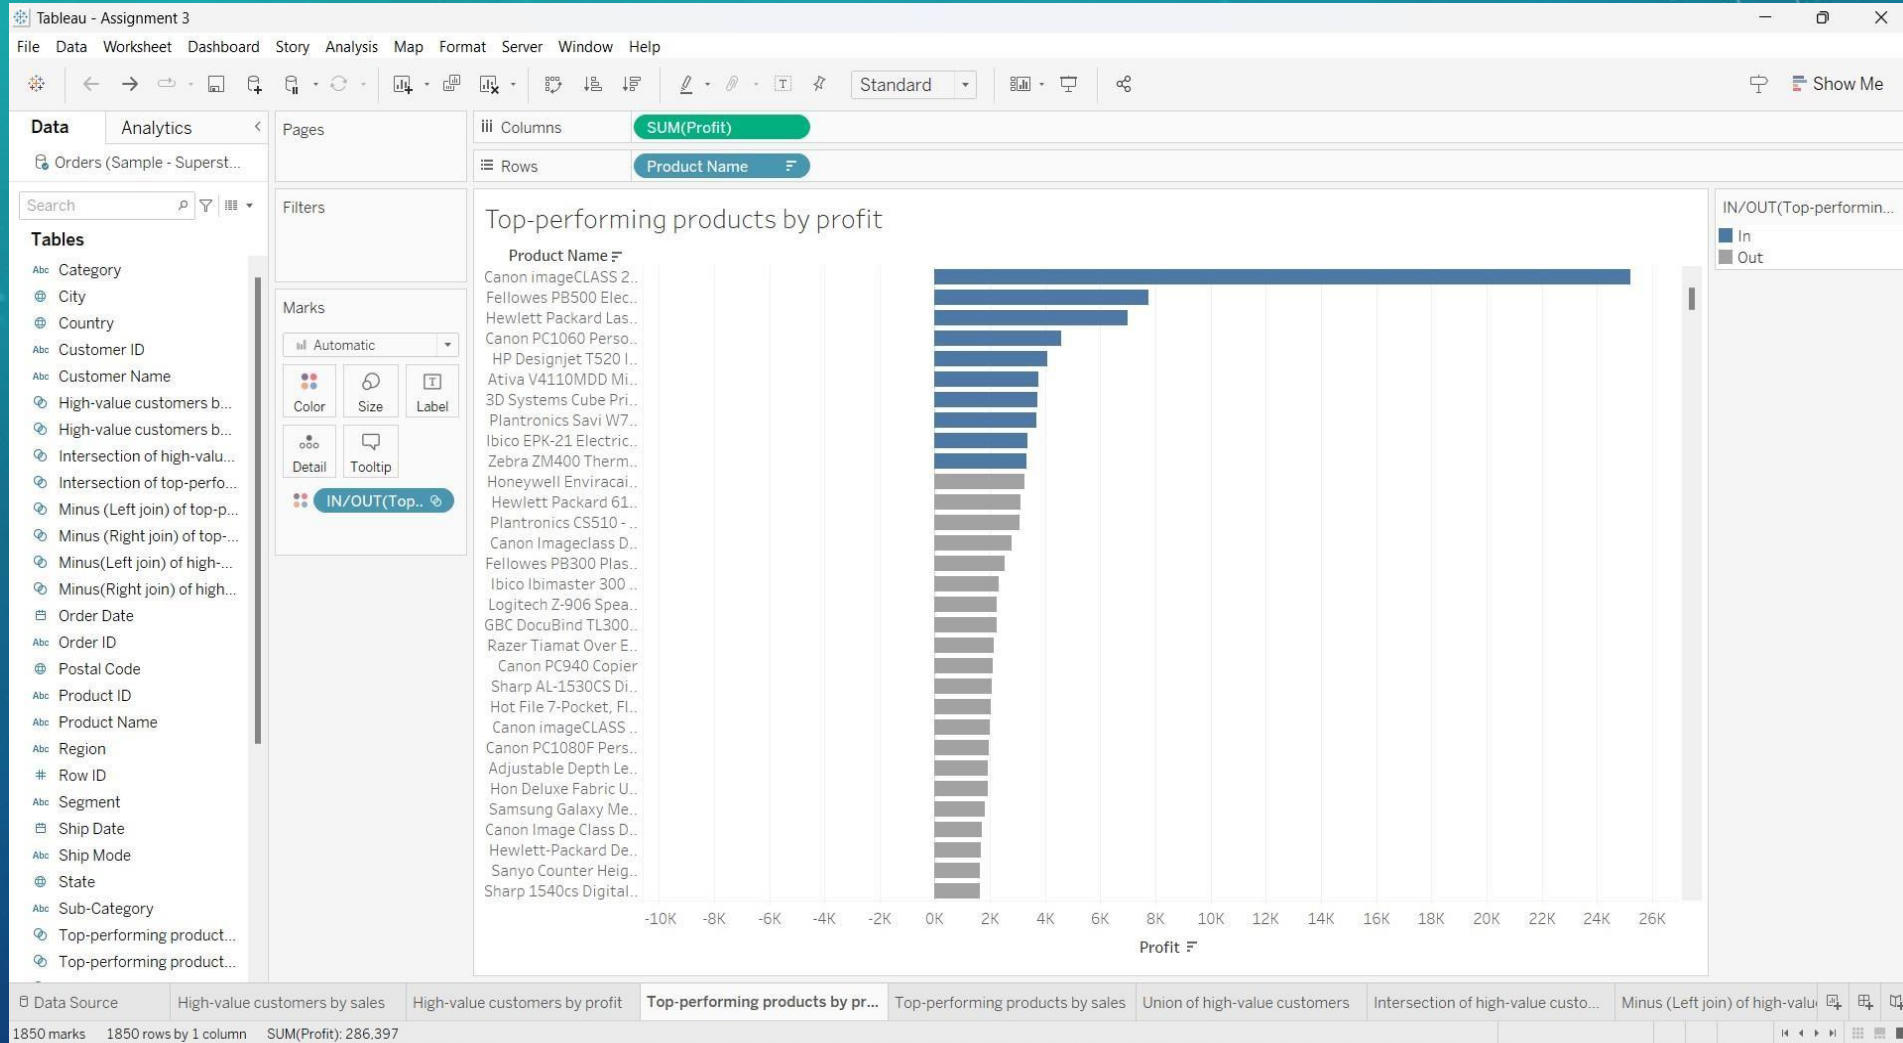 Tableau - Assignment 3
File Data Worksheet Dashboard Story Analysis Map Format Server Window Help
Standard
Show Me
Data Analytics
Orders (Sample - Superst...
Search
Tables
Abc Category
City
Country
Abc Customer ID
Abc Customer Name
High-value customers b...
High-value customers b...
Intersection of high-valu...
Intersection of top-perfo...
Minus (Left join) of top-p...
Minus (Right join) of top-...
Minus(Left join) of high-...
Minus(Right join) of high...
Order Date
Abc Order ID
Postal Code
Abc Product ID
Abc Product Name
Abc Region
# Row ID
Abc Segment
Ship Date
Abc Ship Mode
State
Abc Sub-Category
Top-performing product...
Top-performing product...
Pages
Filters
Marks
Automatic
Color Size Label
Detail Tooltip
IN/OUT(Top..
Columns SUM(Profit)
Rows Product Name
Top-performing products by profit
Product Name
Canon imageCLASS 2..
Fellowes PB500 Elec..
Hewlett Packard Las..
Canon PC1060 Perso..
HP Designjet T520 I..
Ativa V4110MDD Mi..
3D Systems Cube Pri..
Plantronics Savi W7..
Ibico EPK-21 Electric..
Zebra ZM400 Therm..
Honeywell Enviracai..
Hewlett Packard 61..
Plantronics CS510 - ..
Canon Imageclass D..
Fellowes PB300 Plas..
Ibico Ibimaster 300 ..
Logitech Z-906 Spea..
GBC DocuBind TL300..
Razer Tiamat Over E..
Canon PC940 Copier
Sharp AL-1530CS Di..
Hot File 7-Pocket, Fl..
Canon imageCLASS ..
Canon PC1080F Pers..
Adjustable Depth Le..
Hon Deluxe Fabric U..
Samsung Galaxy Me..
Canon Image Class D..
Hewlett-Packard De..
Sanyo Counter Heig..
Sharp 1540cs Digital..
-10K -8K -6K -4K -2K 0K 2K 4K 6K 8K 10K 12K 14K 16K 18K 20K 22K 24K 26K
Profit
IN/OUT(Top-performin...
In
Out
Data Source High-value customers by sales High-value customers by profit Top-performing products by pr... Top-performing products by sales Union of high-value customers Intersection of high-value custo... Minus (Left join) of high-valu
1850 marks 1850 rows by 1 column SUM(Profit): 286,397